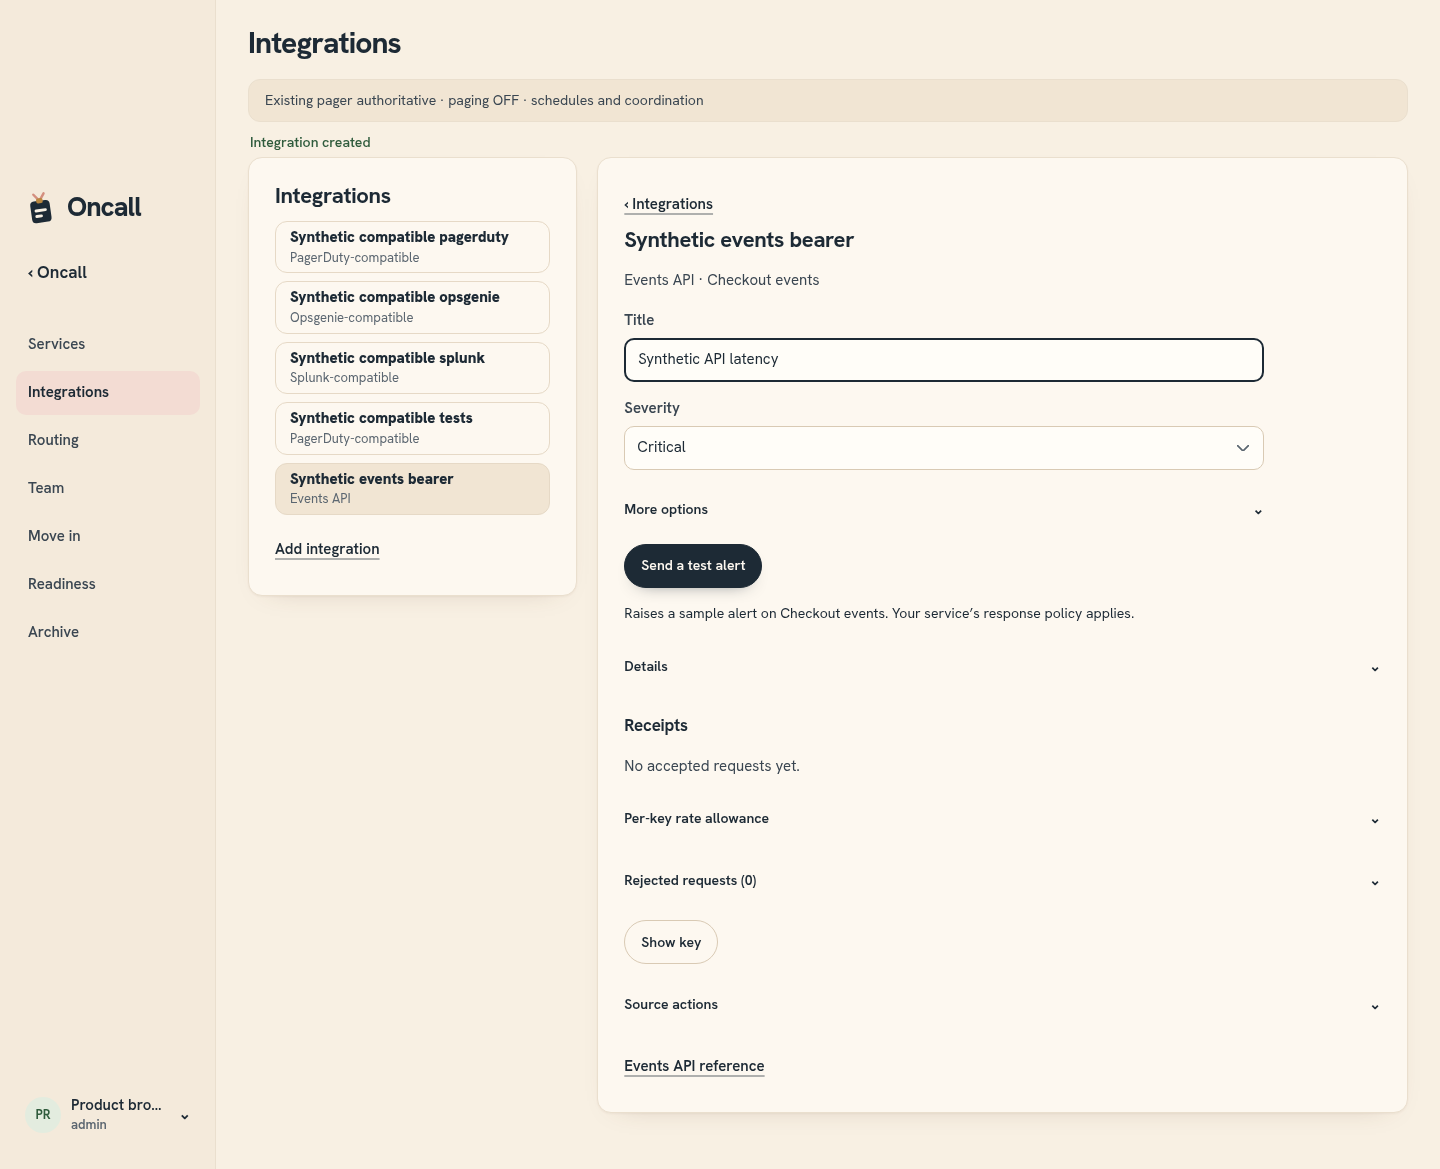 Oncall
‹ Oncall
Services
Integrations
Routing
Team
Move in
Readiness
Archive
PR
Product bro…
admin
Integrations
Existing pager authoritative · paging OFF · schedules and coordination
Integration created
Integrations
Synthetic compatible pagerduty
PagerDuty-compatible
Synthetic compatible opsgenie
Opsgenie-compatible
Synthetic compatible splunk
Splunk-compatible
Synthetic compatible tests
PagerDuty-compatible
Synthetic events bearer
Events API
Add integration
‹ Integrations
Synthetic events bearer
Events API · Checkout events
Title
Synthetic API latency
Severity
Critical
More options
Send a test alert
Raises a sample alert on Checkout events. Your service’s response policy applies.
Details
Receipts
No accepted requests yet.
Per-key rate allowance
Rejected requests (0)
Show key
Source actions
Events API reference